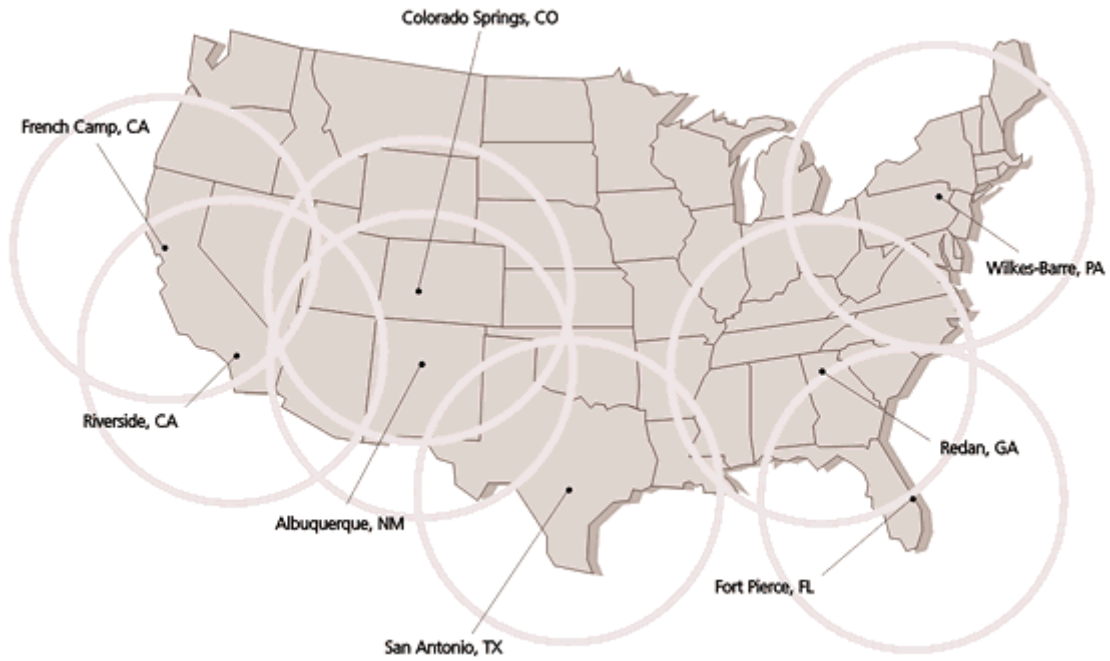 Colorado Springs, CO
French Camp, CA
Wilkes-Barre, PA
Riverside, CA
Redan, GA
Albuquerque, NM
Fort Pierce, FL
San Antonio, TX